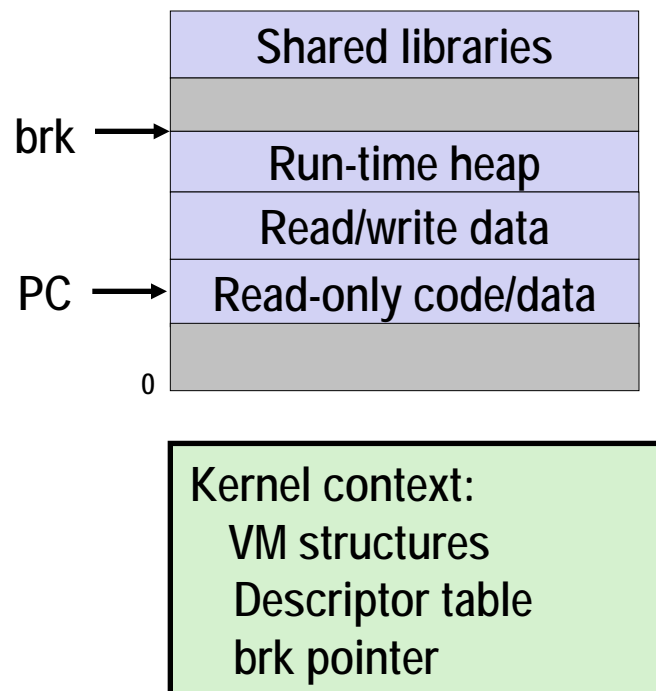 Shared libraries
brk
Run-time heap
Read/write data
PC
Read-only code/data
0
Kernel context:
VM structures
Descriptor table
brk pointer